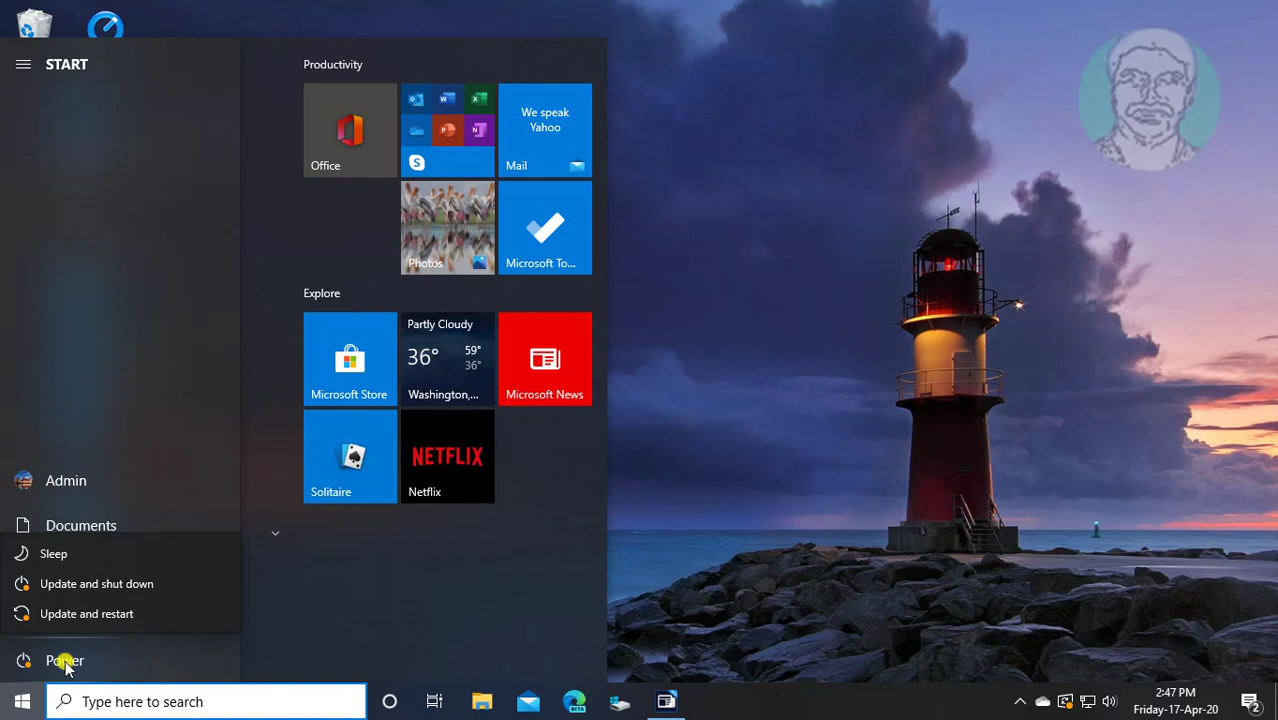 START
Productivity
Office
We speak
Yahoo
Mail
Photos
Microsoft To...
Explore
Microsoft Store
Partly Cloudy
36°
59°
36°
Washington,...
Microsoft News
Solitaire
NETFLIX
Netflix
Admin
Documents
Sleep
Update and shut down
Update and restart
Power
Type here to search
2:47 PM
Friday-17-Apr-20
2